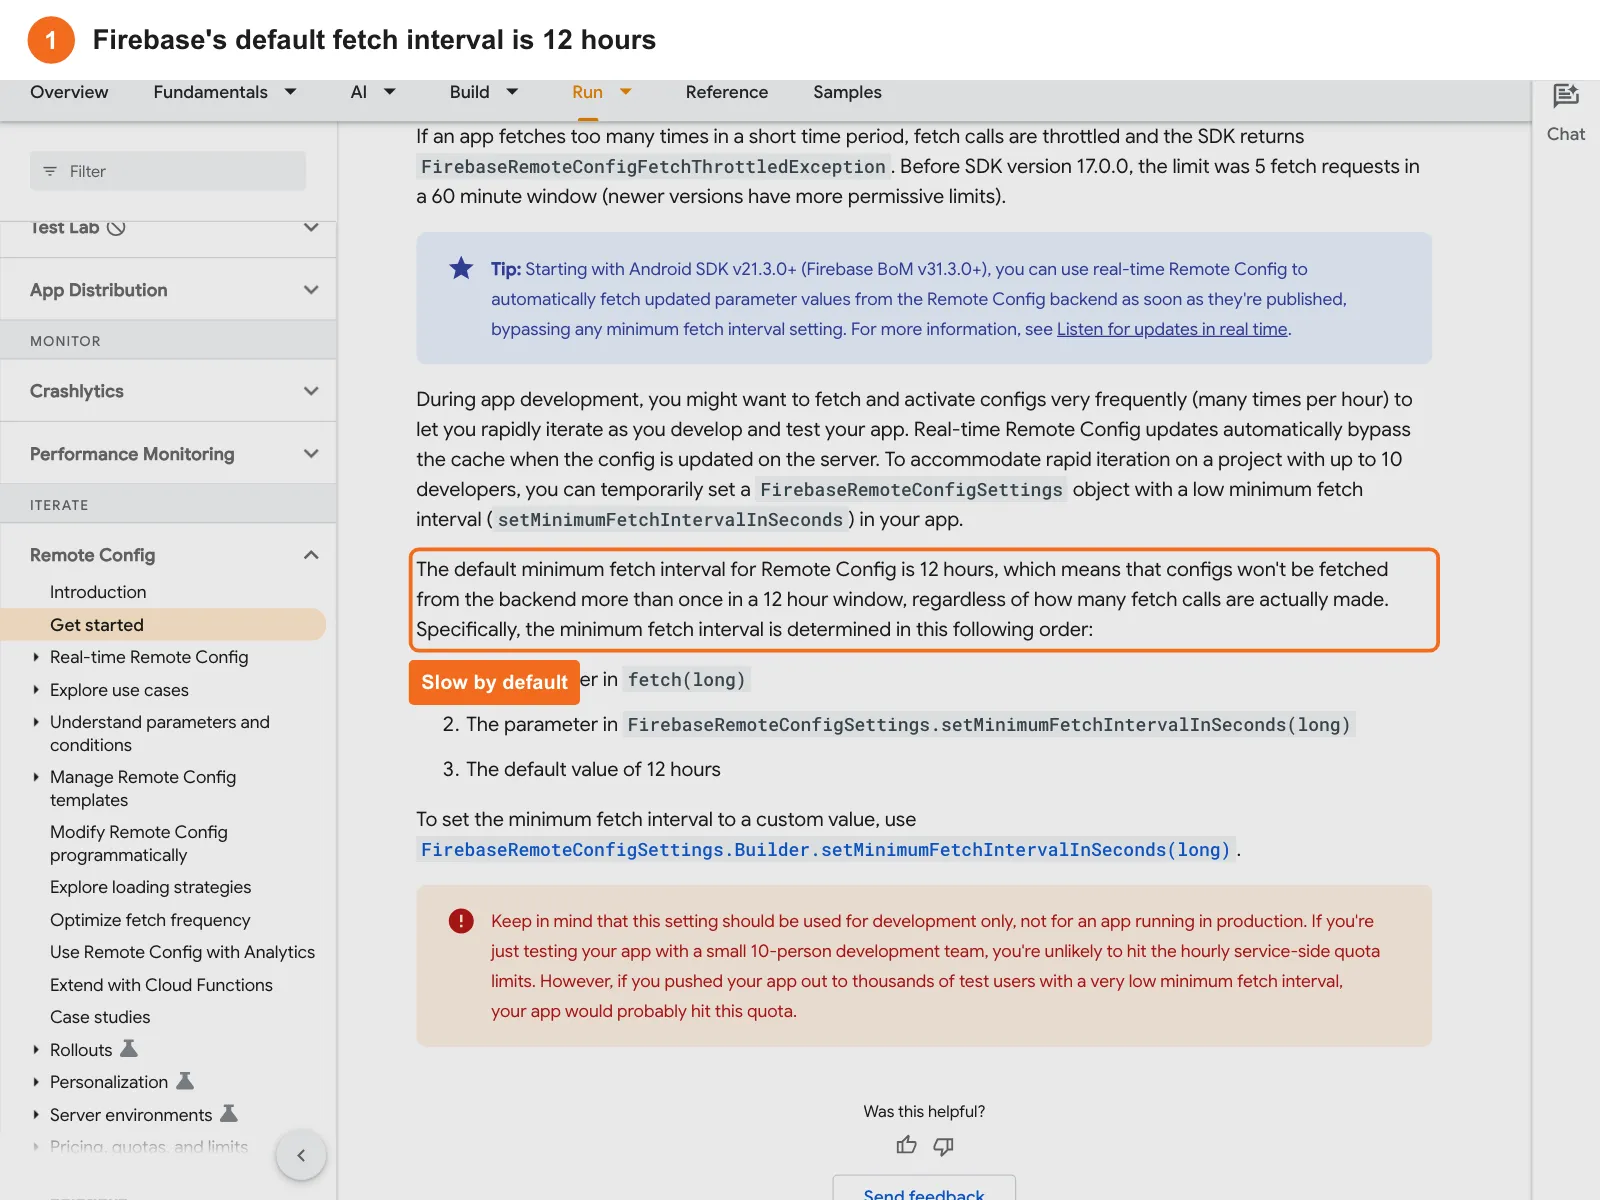 1 Firebase's default fetch interval is 12 hours
Overview Fundamentals AI Build Run Reference Samples
Chat
Filter
Test Lab
App Distribution
MONITOR
Crashlytics
Performance Monitoring
ITERATE
Remote Config
Introduction
Get started
Real-time Remote Config
Explore use cases
Understand parameters and
conditions
Manage Remote Config
templates
Modify Remote Config
programmatically
Explore loading strategies
Optimize fetch frequency
Use Remote Config with Analytics
Extend with Cloud Functions
Case studies
Rollouts
Personalization
Server environments
Pricing, quotas, and limits
If an app fetches too many times in a short time period, fetch calls are throttled and the SDK returns
FirebaseRemoteConfigFetchThrottledException. Before SDK version 17.0.0, the limit was 5 fetch requests in
a 60 minute window (newer versions have more permissive limits).
Tip: Starting with Android SDK v21.3.0+ (Firebase BoM v31.3.0+), you can use real-time Remote Config to
automatically fetch updated parameter values from the Remote Config backend as soon as they're published,
bypassing any minimum fetch interval setting. For more information, see Listen for updates in real time.
During app development, you might want to fetch and activate configs very frequently (many times per hour) to
let you rapidly iterate as you develop and test your app. Real-time Remote Config updates automatically bypass
the cache when the config is updated on the server. To accommodate rapid iteration on a project with up to 10
developers, you can temporarily set a FirebaseRemoteConfigSettings object with a low minimum fetch
interval (setMinimumFetchIntervalInSeconds) in your app.
The default minimum fetch interval for Remote Config is 12 hours, which means that configs won't be fetched
from the backend more than once in a 12 hour window, regardless of how many fetch calls are actually made.
Specifically, the minimum fetch interval is determined in this following order:
Slow by default er in fetch(long)
2. The parameter in FirebaseRemoteConfigSettings.setMinimumFetchIntervalInSeconds(long)
3. The default value of 12 hours
To set the minimum fetch interval to a custom value, use
FirebaseRemoteConfigSettings.Builder.setMinimumFetchIntervalInSeconds(long).
Keep in mind that this setting should be used for development only, not for an app running in production. If you're
just testing your app with a small 10-person development team, you're unlikely to hit the hourly service-side quota
limits. However, if you pushed your app out to thousands of test users with a very low minimum fetch interval,
your app would probably hit this quota.
Was this helpful?
Send feedback